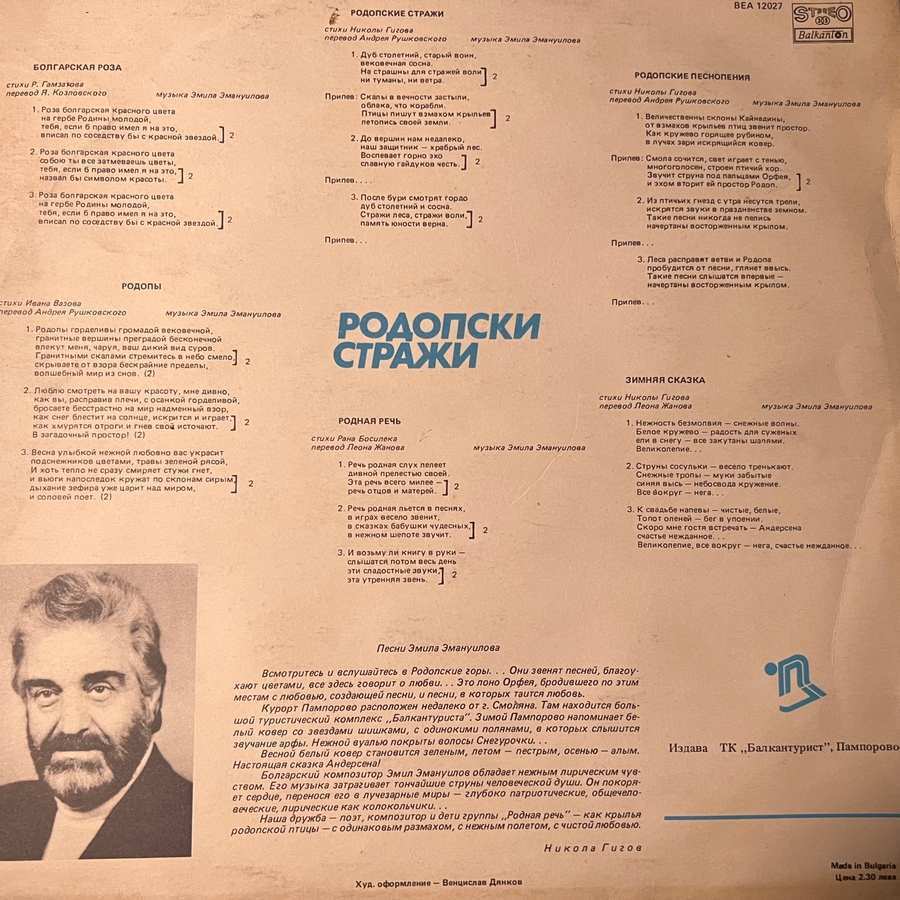 БОЛГАРСКАЯ РОЗА
стихи Р. Гамзатова
перевод Я. Козловского музыка Эмила Эмануилова
1. Роза болгарская красного цвета
на гербе Родины молодой,
тебя, если б право имел я на это,
вписал по соседству бы с красной звездой. ] 2
2. Роза болгарская красного цвета
собою ты все затмеваешь цветы,
тебя, если б право имел я на это,
назвал бы символом красоты. ] 2
3. Роза болгарская красного цвета
на гербе Родины молодой,
тебя, если б право имел я на это,
вписал по соседству бы с красной звездой ] 2
РОДОПЫ
стихи Ивана Вазова
перевод Андрея Рушковского музыка Эмила Эмануилова
1. Родопы горделивы громадой вековечной,
гранитные вершины преградой бесконечной
влекут меня, чаруя, ваш дикий вид суров.
Гранитными скалами стремитесь в небо смело,
скрываете от взора бескрайние пределы, ] 2
волшебный мир из снов. (2)
2. Люблю смотреть на вашу красоту, мне дивно,
как вы, расправив плечи, с осанкой горделивой,
бросаете бесстрастно на мир надменный взор,
как снег блестит на солнце, искрится и играет
как хмурятся отроги и гнев свой источают. ] 2
В загадочный простор! (2)
3. Весна улыбкой нежной любовно вас украсит
подснежников цветами, травы зеленой рясой,
И хоть тепло не сразу смиряет стужи гнет.
и вьюги напоследок кружат по склонам сирым,
дыхание зефира уже царит над миром, ] 2
и соловей поет. (2)
РОДОПСКИЕ СТРАЖИ
стихи Николы Гигова
перевод Андрея Рушковского музыка Эмила Эмануилова
1. Дуб столетний, старый воин,
вековечная сосна.
На страшны для стражей воли
ни туманы, ни ветра. ] 2
Припев: Скалы в вечности застыли,
облака, что корабли.
Птицы пишут взмахом крыльев
летопись своей земли. ] 2
2. До вершин нам недалеко,
наш защитник — храбрый лес.
Воспевает горно эхо
славную гайдуков честь. ] 2
Припев. . . .
3. После бури смотрят гордо
дуб столетний и сосна.
Стражи леса, стражи воли,
память юности верна. ] 2
Припев. . .
РОДОПСКИ
СТРАЖИ
РОДНАЯ РЕЧЬ
стихи Рана Босилека
перевод Леона Жанова музыка Эмила Эмануилова
1. Речь родная слух лелеет
дивной прелестью своей.
Эта речь всего милее —
речь отцов и матерей. ] 2
2. Речь родная льется в песнях,
в играх весело звенит,
в сказках бабушки чудесных,
в нежном шепоте звучит. ] 2
3. И возьму ли книгу в руки —
слышатся потом весь день
эти сладостные звуки,
эта утренняя звень. ] 2
ВЕА 12027
STEREO
Balkanton
РОДОПСКИЕ ПЕСНОПЕНИЯ
стихи Николы Гигова
перевод Андрея Рушковского музыка Эмила Эмануилова
1. Величественны склоны Кайнадины,
от взмахов крыльев птиц звенит простор.
Как кружево горящее рубином,
в лучах зари искрящийся ковер.
Припев: Смола сочится, свет играет с тенью,
многоголосен, строен птичий хор.
Звучит струна под пальцами Орфея,
и эхом вторит ей простор Родоп. ] 2
2. Из птичьих гнезд с утра несутся трели,
искрятся звуки в празднанстве земном.
Такие песни никогда не пелись
начертаны восторженным крылом.
Припев. . .
3. Леса расправят ветви и Родопа
пробудится от песни, глянет ввысь.
Такие песни слышатся впервые —
начертаны восторженным крылом.
Припев. . .
ЗИМНЯЯ СКАЗКА
стихи Николы Гигова
перевод Леона Жанова музыка Эмила Эмануилова
1. Нежность безмолвия — снежные волны.
Белое кружево — радость для суженых
ели в снегу — все закутаны шалями.
Великолепие. . .
2. Струны сосульки — весело тренькают.
Снежные тропы — муки забытые
синяя высь — небосвода кружение.
Все вокруг — нега. . .
3. К свадьбе напевы — чистые, белые,
Топот оленей — бег в упоении.
Скоро мне гостя встречать — Андерсена
счастье нежданное. . .
Великолепие, все вокруг — нега, счастье нежданное. . .
Песни Эмила Эмануилова
Всмотритесь и вслушайтесь в Родопские горы. . . Они звенят песней, благоу-
хают цветами, все здесь говорит о любви. . . Это лоно Орфея, бродившего по этим
местам с любовью, создающей песни, и песни, в которых таится любовь.
Курорт Пампорово расположен недалеко от г. Смоляна. Там находится боль-
шой туристический комплекс „Балкантуриста”. Зимой Пампорово напоминает бе-
лый ковер со звездами шишками, с одинокими полянами, в которых слышится
звучание арфы. Нежной вуалью покрыты волосы Снегурочки. . .
Весной белый ковер становится зеленым, летом — пестрым, осенью — алым.
Настоящая сказка Андерсена!
Болгарский композитор Эмил Эмануилов обладает нежным лирическим чув-
ством. Его музыка затрагивает тончайшие струны человеческой души. Он покоря-
ет сердце, перенося его в лучезарные миры — глубоко патриотические, общечело-
веческие, лирические как колокольчики. . .
Наша дружба — поэт, композитор и дети группы „Родная речь” — как крылья
родопской птицы — с одинаковым размахом, с нежным полетом, с чистой любовью.
Никола Гигов
Издава ТК „Балкантурист”, Пампорово
Худ. оформление — Венцислав Данков
Made in Bulgaria
Цена 2.30 лева